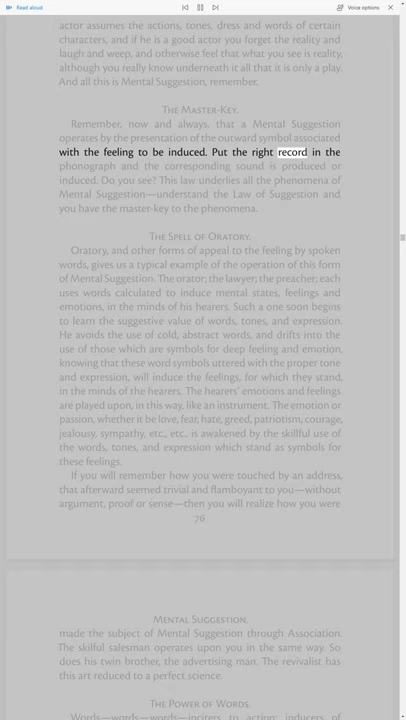 Read aloud
Voice options
actor assumes the actions, tones, dress and words of certain
characters, and if he is a good actor you forget the reality and
laugh and weep, and otherwise feel that what you see is reality,
although you really know underneath it all that it is only a play.
And all this is Mental Suggestion, remember.
The Master-Key.
Remember, now and always, that a Mental Suggestion
operates by the presentation of the outward symbol associated
with the feeling to be induced. Put the right record in the
phonograph and the corresponding sound is produced or
induced. Do you see? This law underlies all the phenomena of
Mental Suggestion—understand the Law of Suggestion and
you have the master-key to the phenomena.
The Spell of Oratory.
Oratory, and other forms of appeal to the feeling by spoken
words, gives us a typical example of the operation of this form
of Mental Suggestion. The orator; the lawyer; the preacher; each
uses words calculated to induce mental states, feelings and
emotions, in the minds of his hearers. Such a one soon begins
to learn the suggestive value of words, tones, and expression.
He avoids the use of cold, abstract words, and drifts into the
use of those which are symbols for deep feeling and emotion,
knowing that these word symbols uttered with the proper tone
and expression, will induce the feelings, for which they stand,
in the minds of the hearers. The hearers' emotions and feelings
are played upon, in this way, like an instrument. The emotion or
passion, whether it be love, fear, hate, greed, patriotism, courage,
jealousy, sympathy, etc., etc., is awakened by the skillful use of
the words, tones, and expression which stand as symbols for
these feelings.
If you will remember how you were touched by an address,
that afterward seemed trivial and flamboyant to you—without
argument, proof or sense—then you will realize how you were
76
Mental Suggestion.
made the subject of Mental Suggestion through Association.
The skilful salesman operates upon you in the same way. So
does his twin brother, the advertising man. The revivalist has
this art reduced to a perfect science.
The Power of Words.
Words—words—words—inciters to action; inducers of